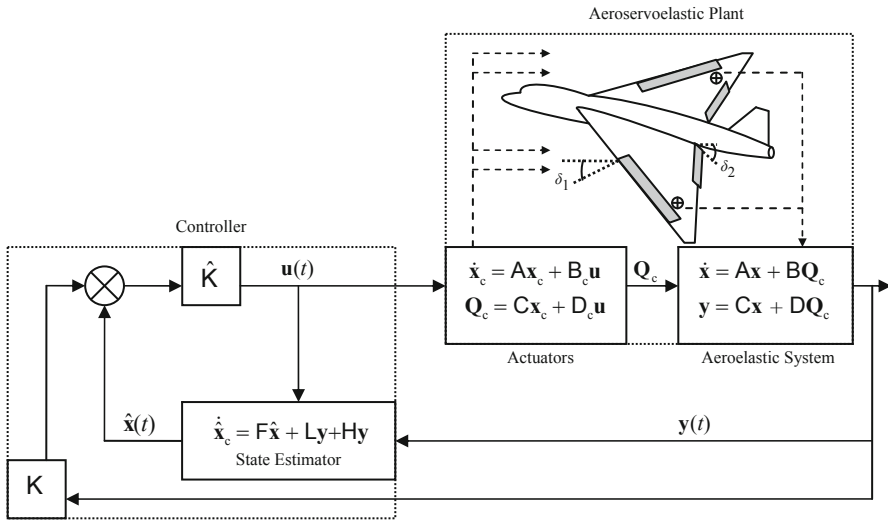 Aeroservoelastic Plant
δ1
δ2
Controller
K̂
u(t)
ẋc = Axc + Bcu
Qc = Cxc + Dcu
Qc
ẋ = Ax + BQc
y = Cx + DQc
Actuators
Aeroelastic System
x̂(t)
x̂̇c = Fx̂ + Ly+Hy
State Estimator
y(t)
K